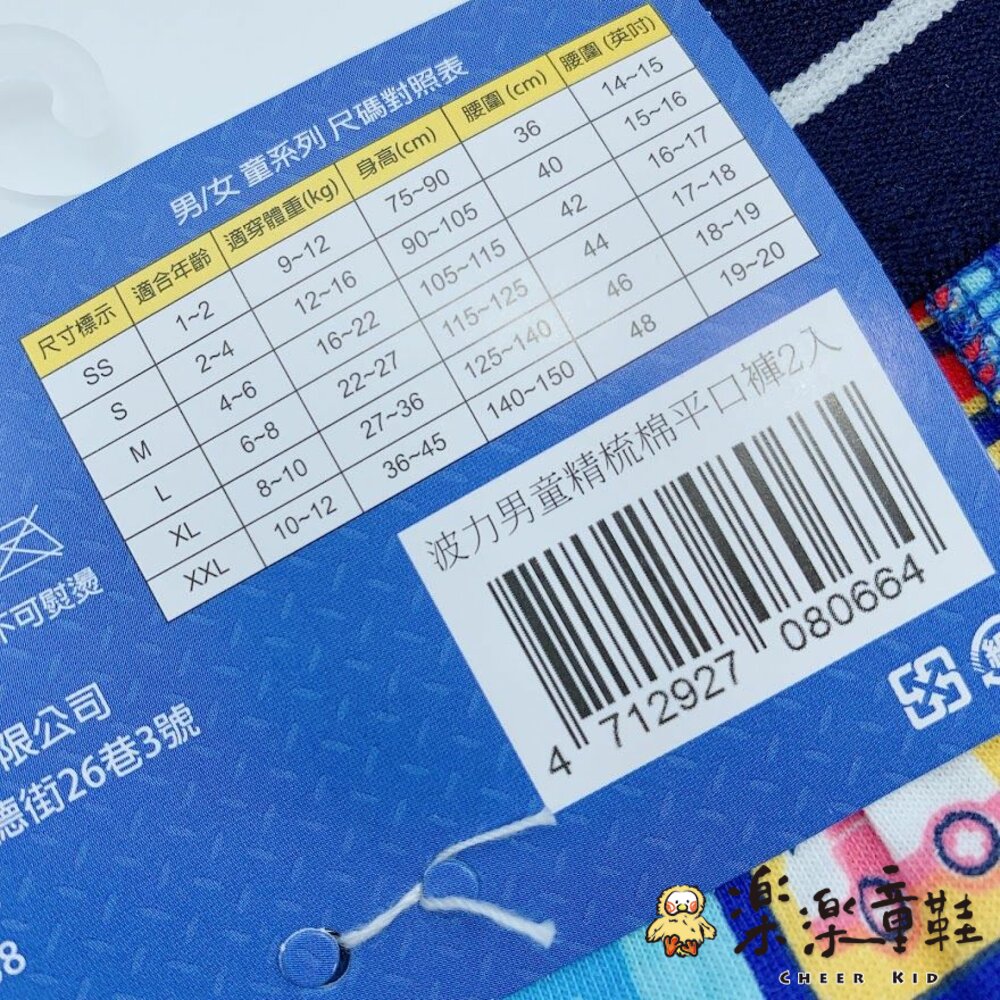 男/女 童系列 尺碼對照表
尺寸標示 適合年齡 適穿體重(kg) 身高(cm) 腰圍(cm) 腰圍(英吋)
SS 1~2 9~12 75~90 36 14~15
S 2~4 12~16 90~105 40 15~16
M 4~6 16~22 105~115 42 16~17
L 6~8 22~27 115~125 44 17~18
XL 8~10 27~36 125~140 46 18~19
XXL 10~12 36~45 140~150 48 19~20
波力男童精梳棉平口褲2入
4 712927 080664
不可熨燙
限公司
德街26巷3號
8
樂樂童鞋
CHEER KID